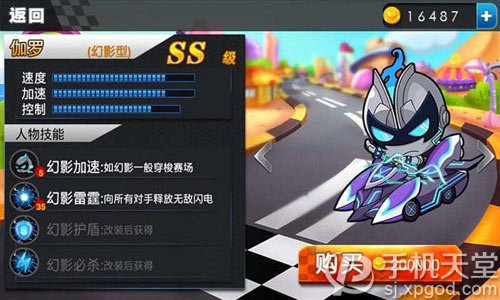 返回
16487
伽罗
(幻影型)
SS级
速度
加速
控制
人物技能
5
幻影加速:如幻影一般穿梭赛场
35
幻影雷霆:向所有对手释放无敌闪电
幻影护盾:改装后获得
幻影必杀:改装后获得
购买
手机天堂
sj.xpgod.com